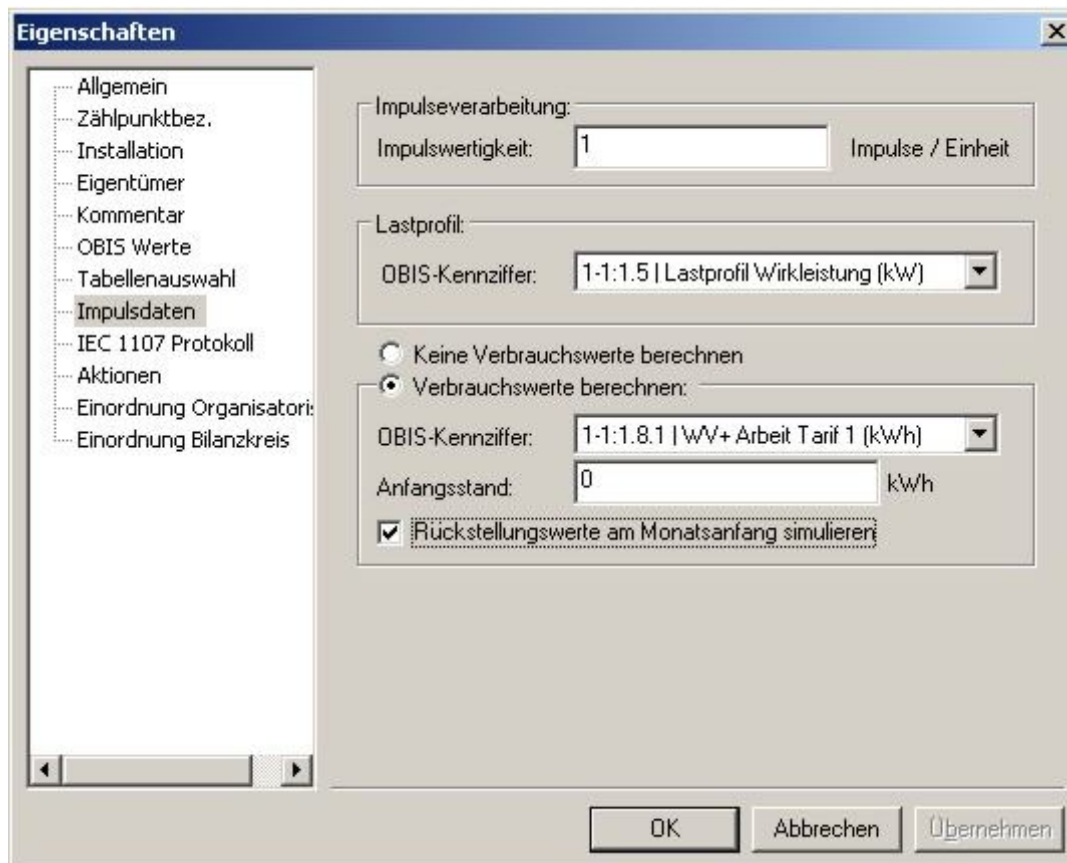 Eigenschaften
Allgemein
Zählpunktbez.
Installation
Eigentümer
Kommentar
OBIS Werte
Tabellenauswahl
Impulsdaten
IEC 1107 Protokoll
Aktionen
Einordnung Organisatoris
Einordnung Bilanzkreis
Impulseverarbeitung:
Impulswertigkeit: 1 Impulse / Einheit
Lastprofil:
OBIS-Kennziffer: 1-1:1.5 | Lastprofil Wirkleistung (kW)
Keine Verbrauchswerte berechnen
Verbrauchswerte berechnen:
OBIS-Kennziffer: 1-1:1.8.1 | WV+ Arbeit Tarif 1 (kWh)
Anfangsstand: 0 kWh
Rückstellungswerte am Monatsanfang simulieren
OK Abbrechen Übernehmen